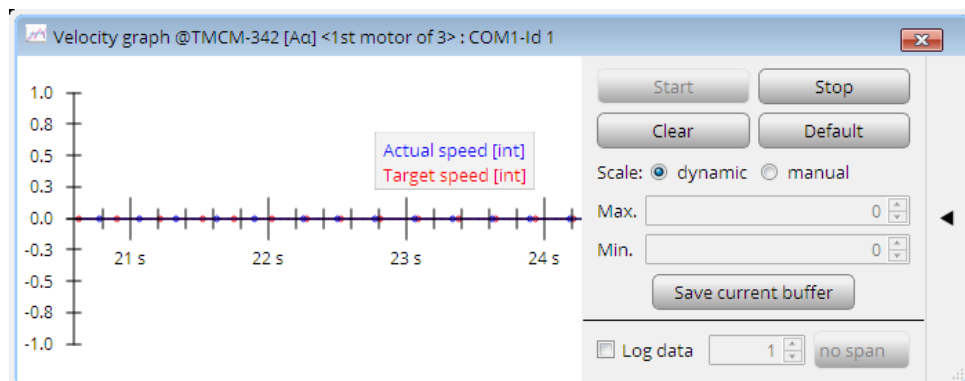 Velocity graph @TMCM-342 [Aα] <1st motor of 3> : COM1-Id 1
1.0
0.8
0.5
0.3
0.0
-0.3
-0.5
-0.8
-1.0
Actual speed [int]
Target speed [int]
21 s 22 s 23 s 24 s
Start Stop
Clear Default
Scale: dynamic manual
Max. 0
Min. 0
Save current buffer
Log data 1 no span